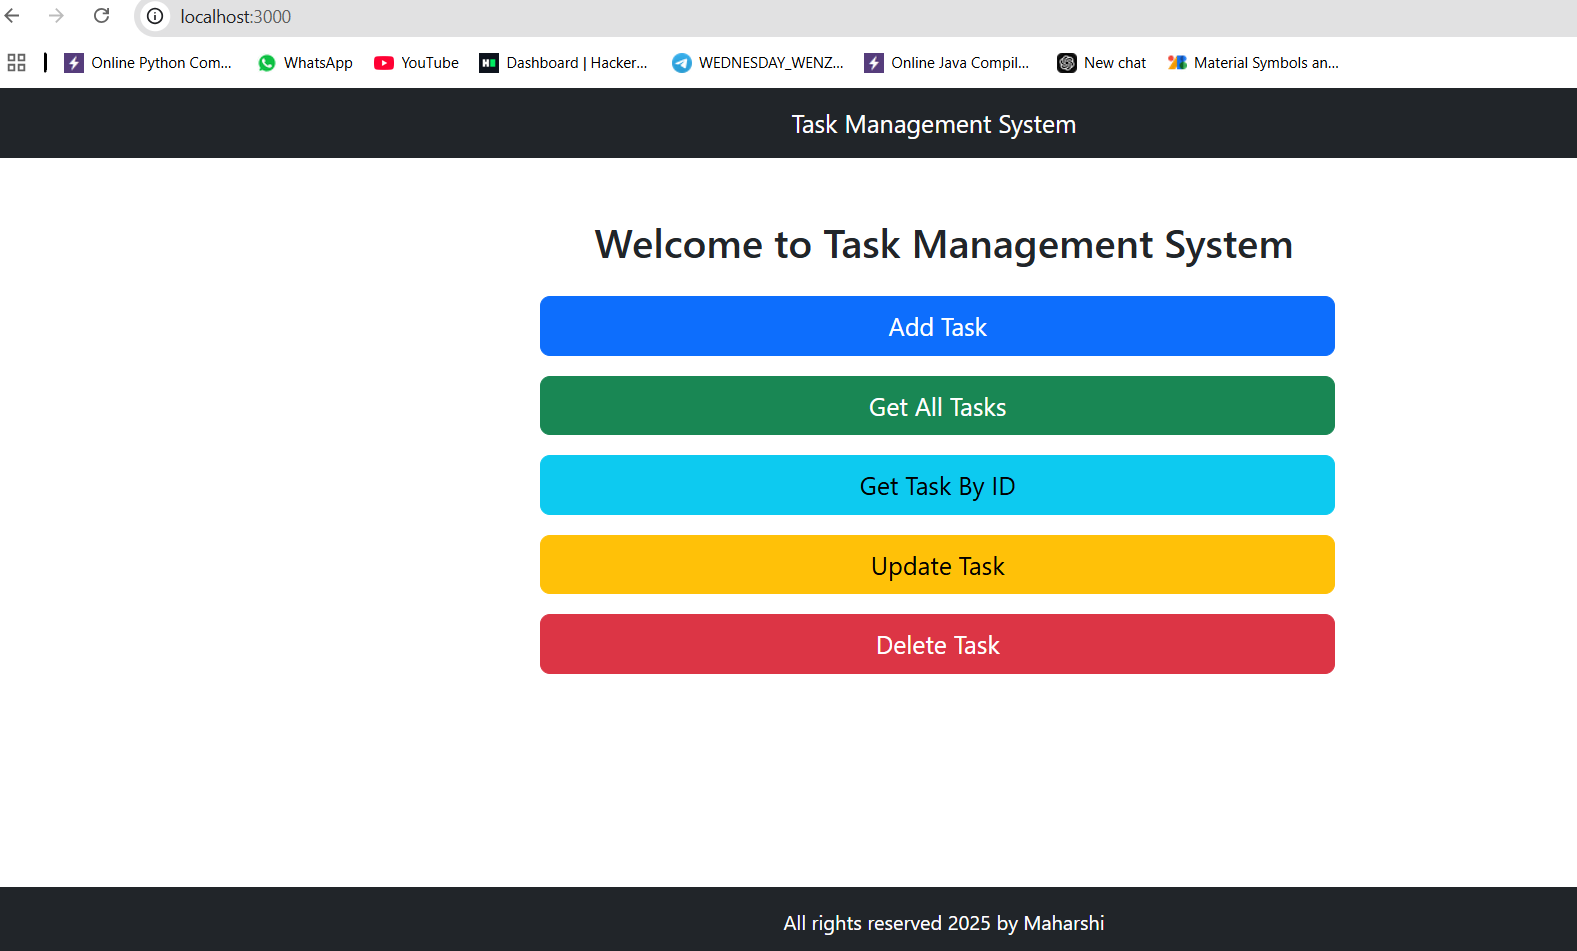 localhost:3000
Online Python Com... WhatsApp YouTube Dashboard | Hacker... WEDNESDAY_WENZ... Online Java Compil... New chat Material Symbols an...
Task Management System
Welcome to Task Management System
Add Task
Get All Tasks
Get Task By ID
Update Task
Delete Task
All rights reserved 2025 by Maharshi